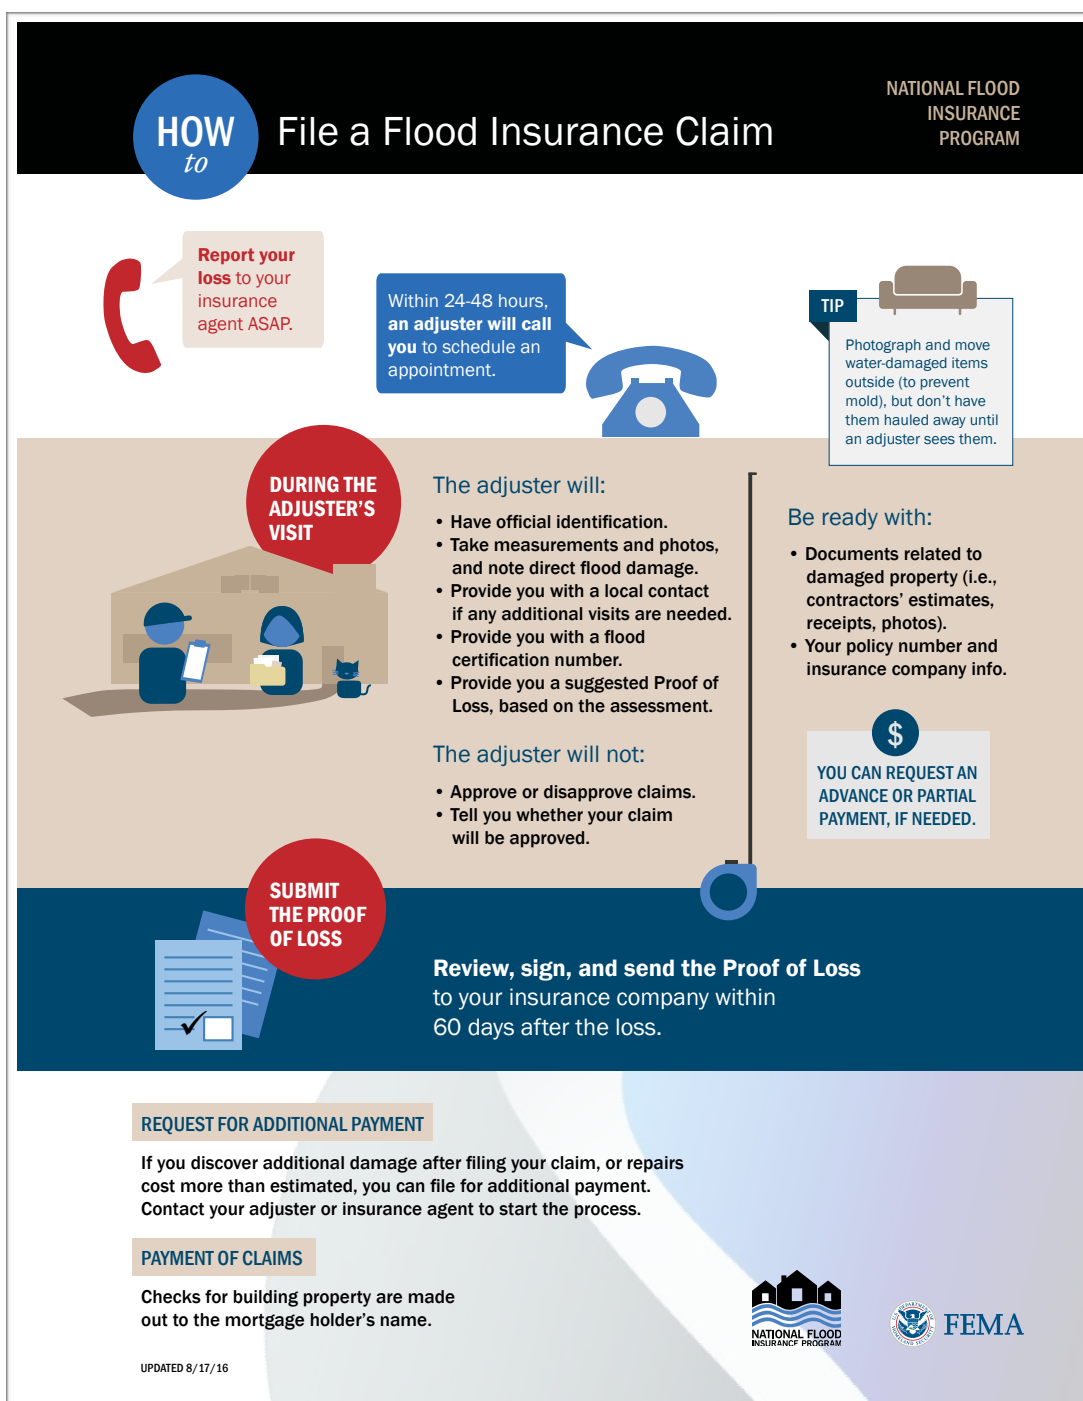 HOW
to
File a Flood Insurance Claim
NATIONAL FLOOD
INSURANCE
PROGRAM
Report your
loss to your
insurance
agent ASAP.
Within 24-48 hours,
an adjuster will call
you to schedule an
appointment.
TIP
Photograph and move
water-damaged items
outside (to prevent
mold), but don't have
them hauled away until
an adjuster sees them.
DURING THE
ADJUSTER'S
VISIT
The adjuster will:
• Have official identification.
• Take measurements and photos,
and note direct flood damage.
• Provide you with a local contact
if any additional visits are needed.
• Provide you with a flood
certification number.
• Provide you a suggested Proof of
Loss, based on the assessment.
The adjuster will not:
• Approve or disapprove claims.
• Tell you whether your claim
will be approved.
Be ready with:
• Documents related to
damaged property (i.e.,
contractors' estimates,
receipts, photos).
• Your policy number and
insurance company info.
$
YOU CAN REQUEST AN
ADVANCE OR PARTIAL
PAYMENT, IF NEEDED.
SUBMIT
THE PROOF
OF LOSS
Review, sign, and send the Proof of Loss
to your insurance company within
60 days after the loss.
REQUEST FOR ADDITIONAL PAYMENT
If you discover additional damage after filing your claim, or repairs
cost more than estimated, you can file for additional payment.
Contact your adjuster or insurance agent to start the process.
PAYMENT OF CLAIMS
Checks for building property are made
out to the mortgage holder's name.
UPDATED 8/17/16
NATIONAL FLOOD
INSURANCE PROGRAM
U.S. DEPARTMENT OF
HOMELAND SECURITY
FEMA